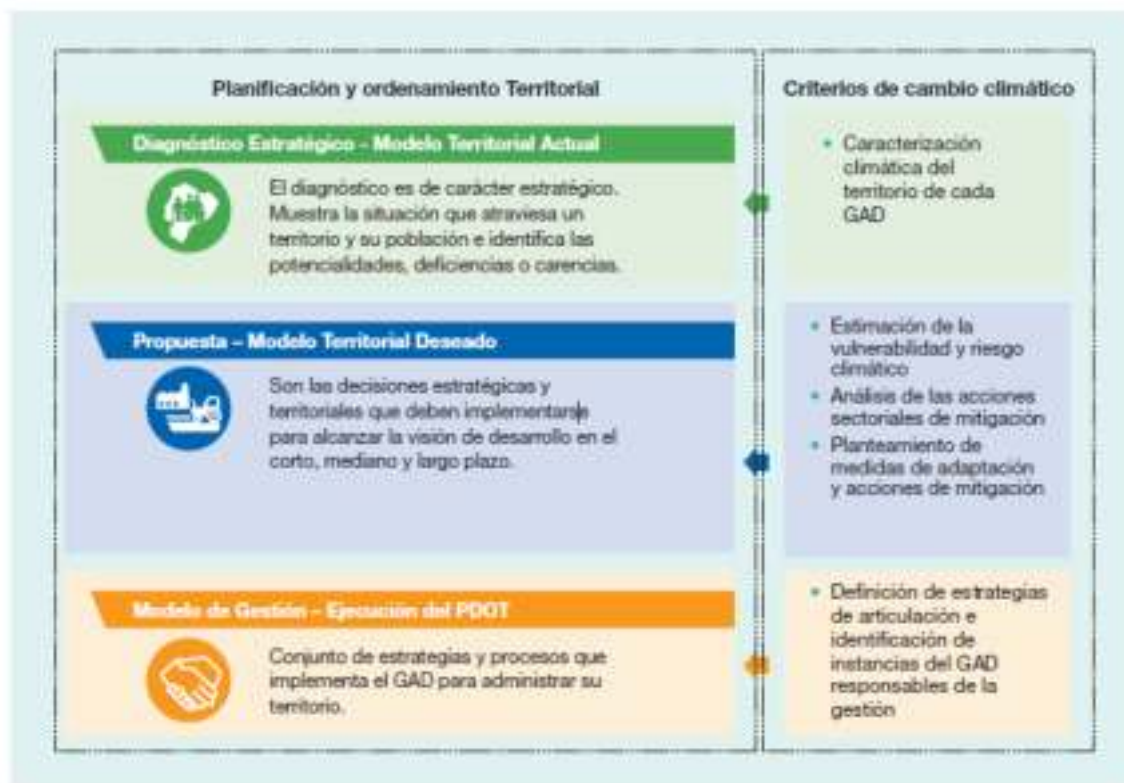 Planificación y ordenamiento Territorial
Diagnóstico Estratégico – Modelo Territorial Actual
El diagnóstico es de carácter estratégico.
Muestra la situación que atraviesa un
territorio y su población e identifica las
potencialidades, deficiencias o carencias.
Propuesta – Modelo Territorial Deseado
Son las decisiones estratégicas y
territoriales que deben implementarse
para alcanzar la visión de desarrollo en el
corto, mediano y largo plazo.
Modelo de Gestión – Ejecución del PDOT
Conjunto de estrategias y procesos que
implementa el GAD para administrar su
territorio.
Criterios de cambio climático
• Caracterización
climática del
territorio de cada
GAD
• Estimación de la
vulnerabilidad y riesgo
climático
• Análisis de las acciones
sectoriales de mitigación
• Planteamiento de
medidas de adaptación
y acciones de mitigación
• Definición de estrategias
de articulación e
identificación de
instancias del GAD
responsables de la
gestión